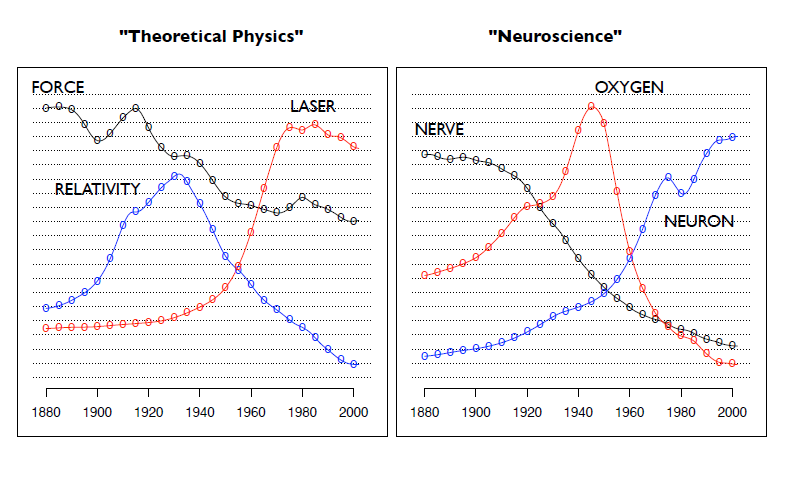 "Theoretical Physics"
FORCE
LASER
RELATIVITY
1880 1900 1920 1940 1960 1980 2000
"Neuroscience"
OXYGEN
NERVE
NEURON
1880 1900 1920 1940 1960 1980 2000